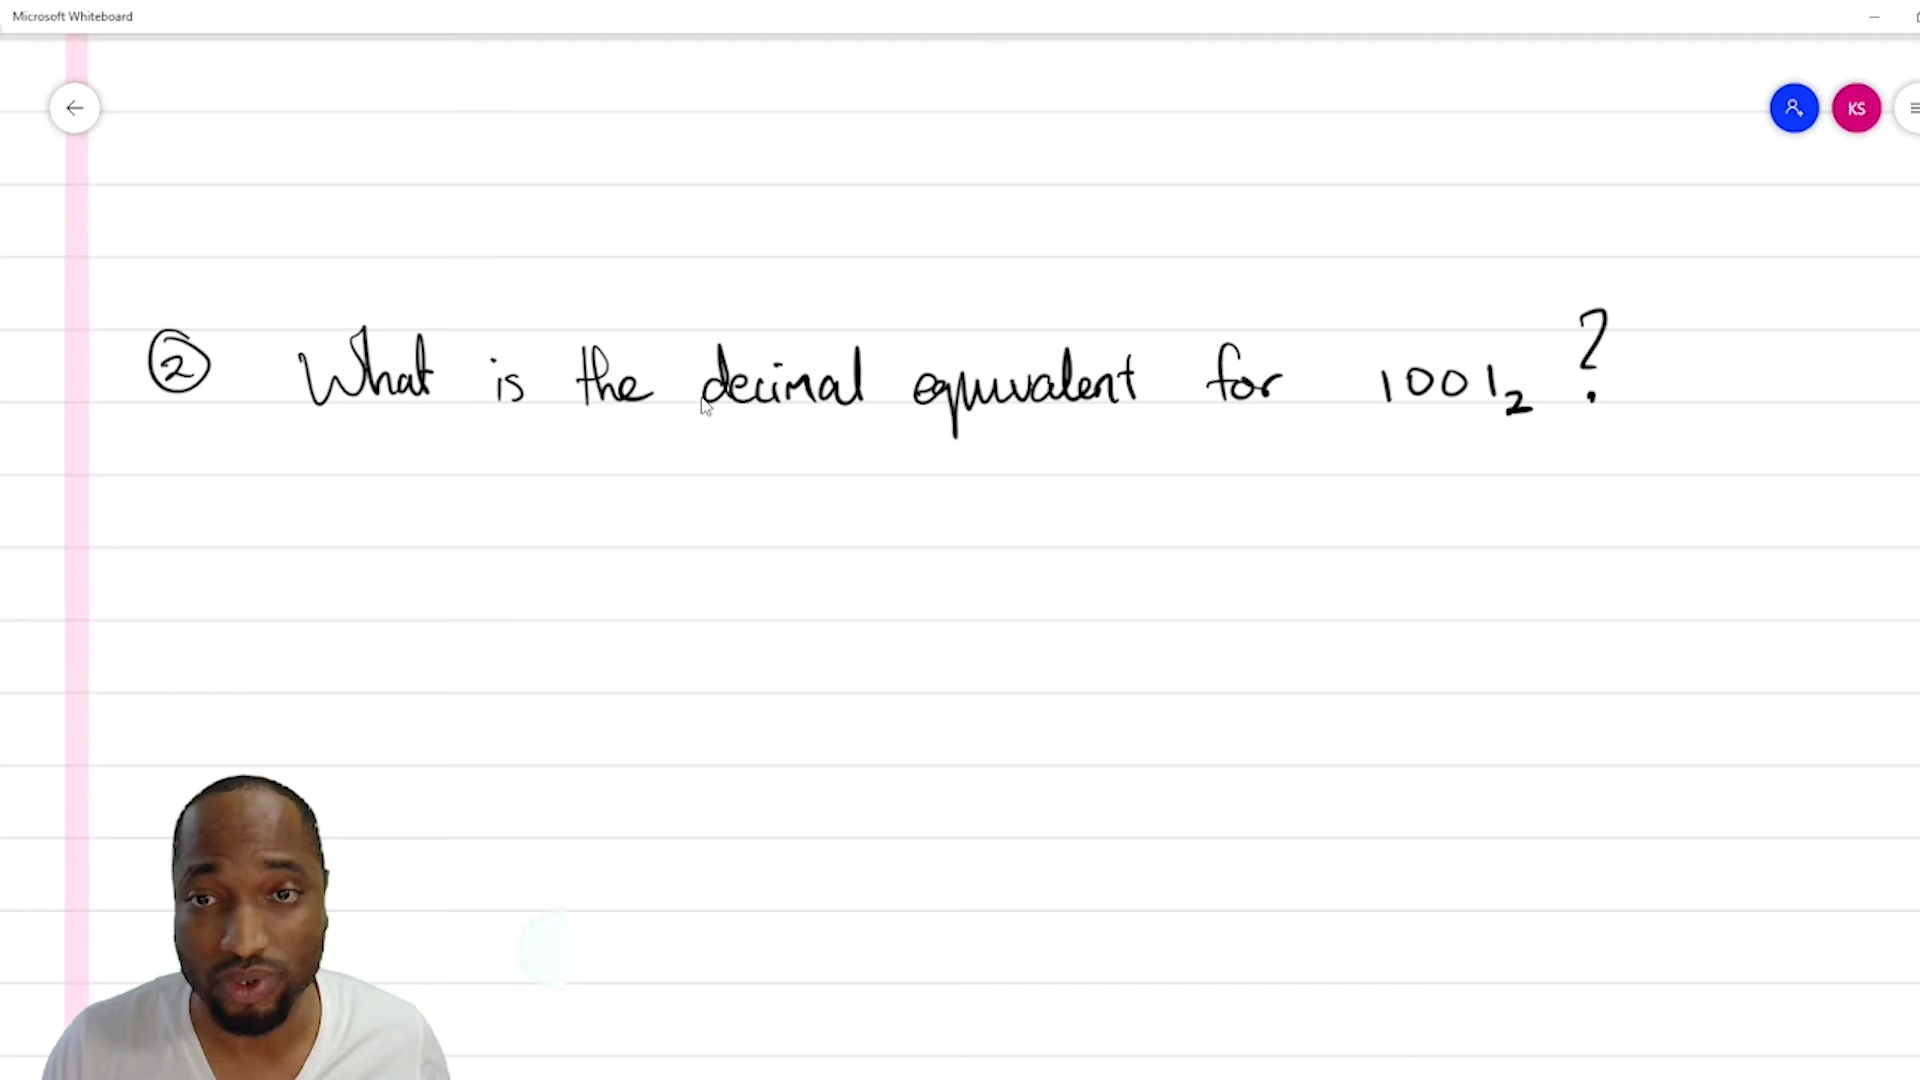 Microsoft Whiteboard
KS
② What is the decimal equivalent for 1001₂ ?